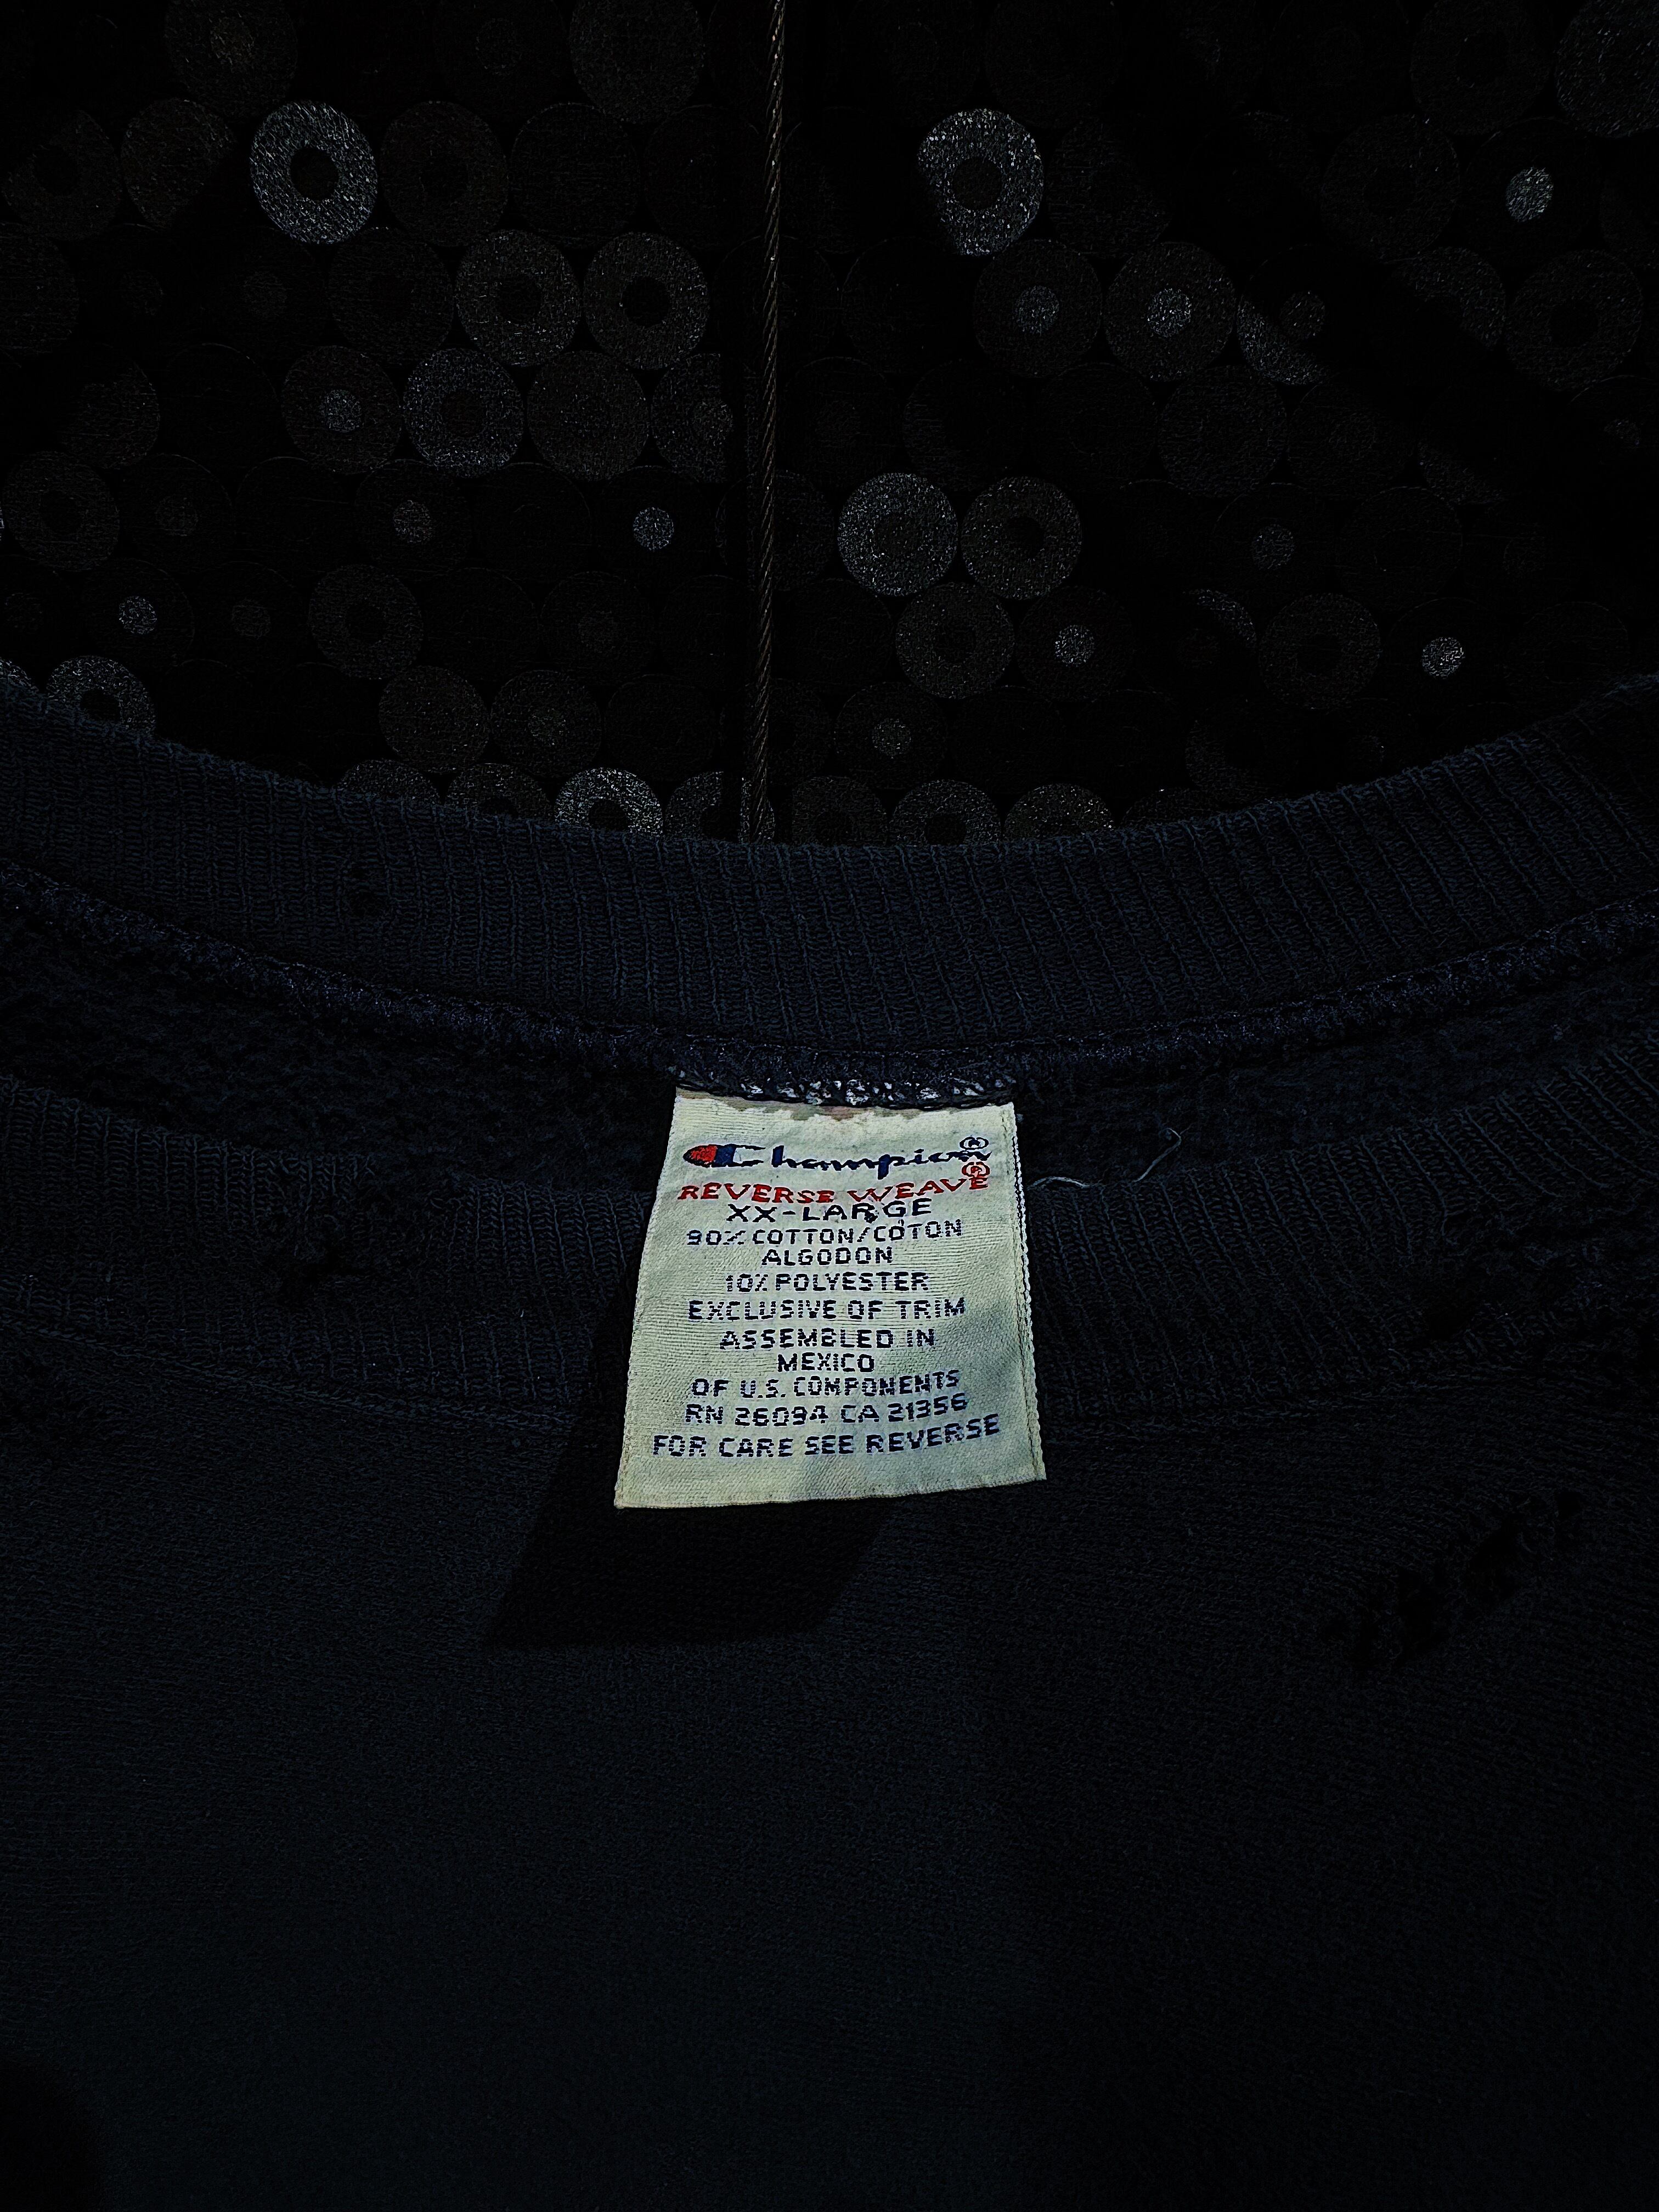 Champion®
REVERSE WEAVE®
XX-LARGE
90% COTTON/COTON
ALGODON
10% POLYESTER
EXCLUSIVE OF TRIM
ASSEMBLED IN
MEXICO
OF U.S. COMPONENTS
RN 26094 CA 21356
FOR CARE SEE REVERSE